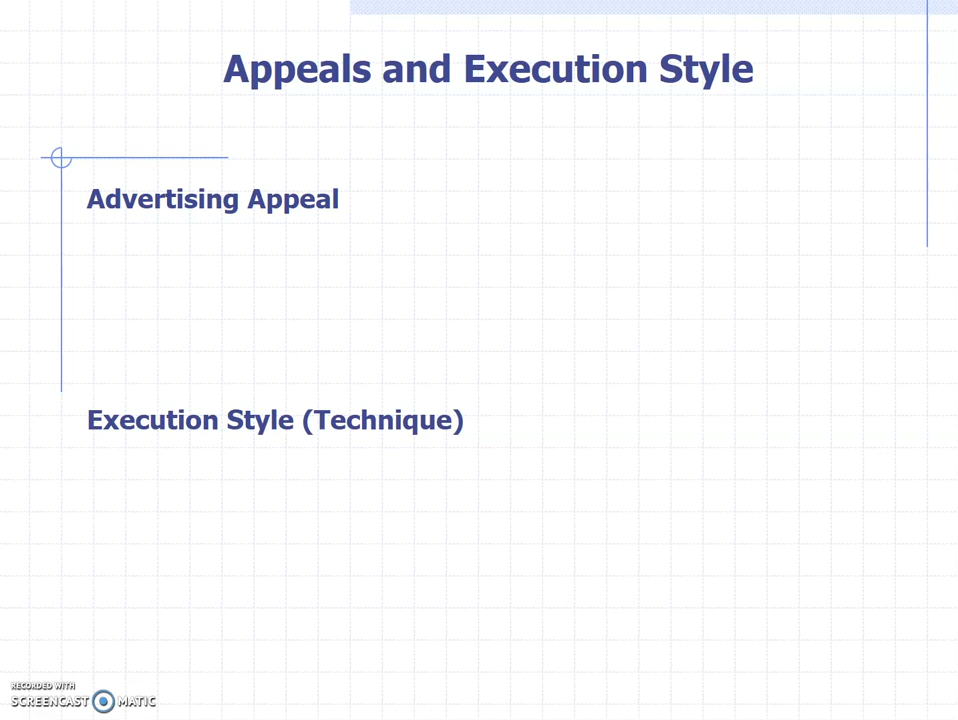 Appeals and Execution Style
Advertising Appeal
Execution Style (Technique)
RECORDED WITH
SCREENCAST MATIC